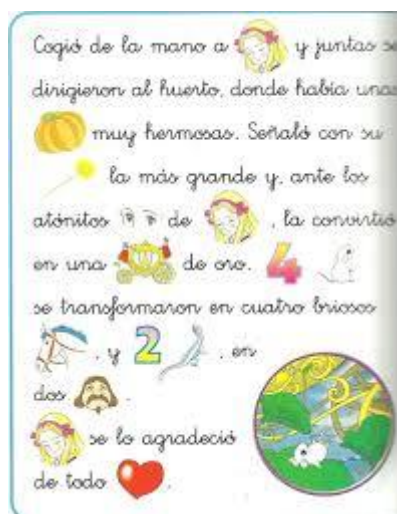 Cogió de la mano a y juntas se
dirigieron al huerto, donde había unas
muy hermosas. Señaló con su
la más grande y, ante los
atónitos de , la convirtió
en una de oro. 4
se transformaron en cuatro briosos
, y 2 , en
dos .
se lo agradeció
de todo .